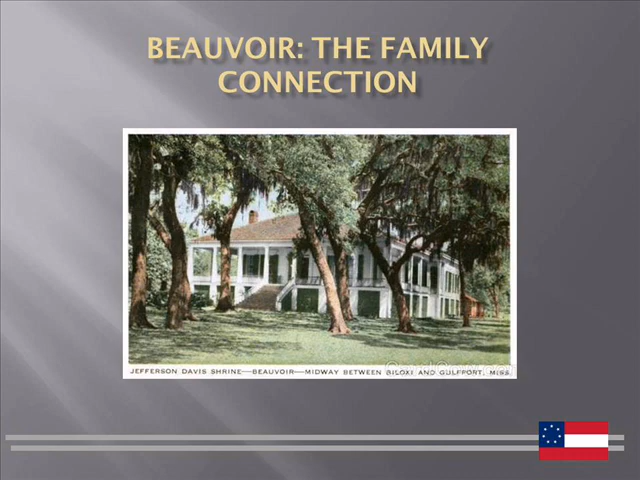 BEAUVOIR: THE FAMILY
CONNECTION
JEFFERSON DAVIS SHRINE—BEAUVOIR—MIDWAY BETWEEN BILOXI AND GULFPORT, MISS.